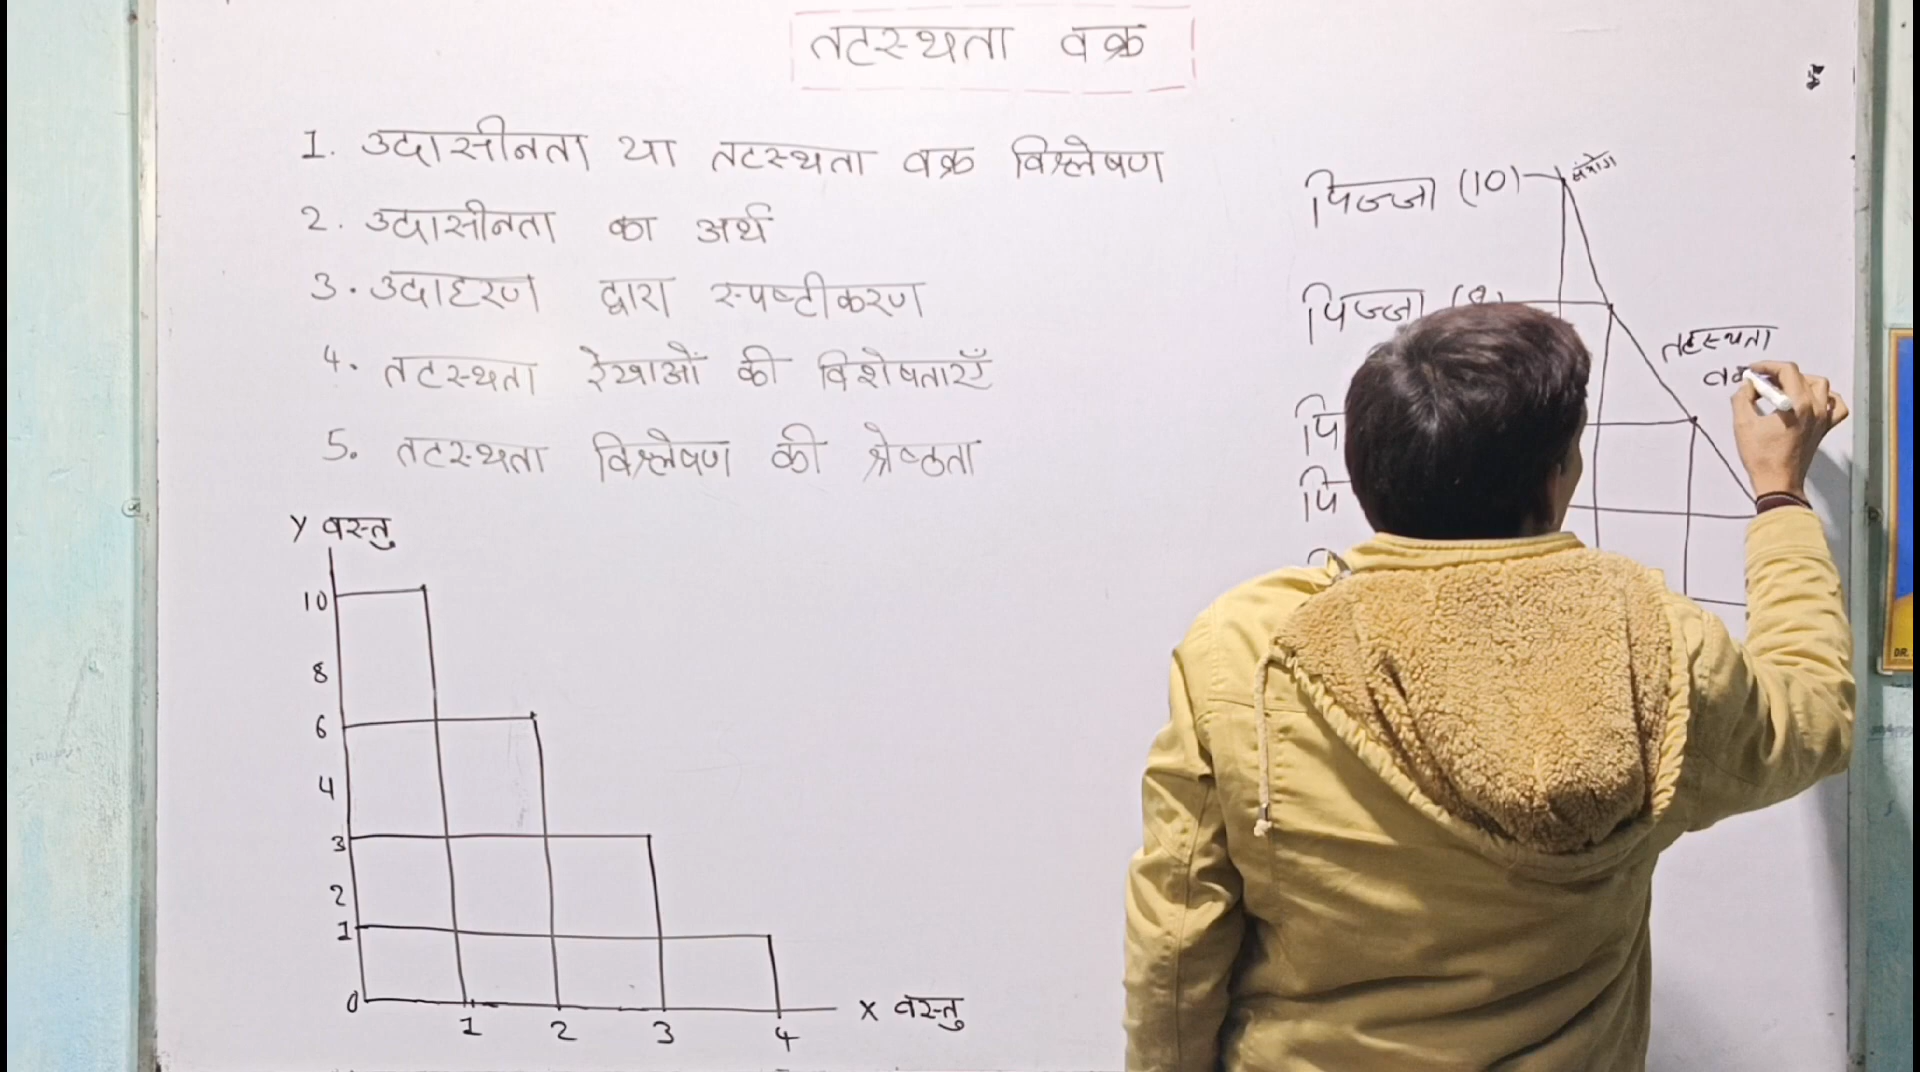 तटस्थता वक्र
1. उदासीनता या तटस्थता वक्र विश्लेषण
2. उदासीनता का अर्थ
3. उदाहरण द्वारा स्पष्टीकरण
4. तटस्थता रेखाओं की विशेषताएँ
5. तटस्थता विश्लेषण की श्रेष्ठता
Y वस्तु
10
8
6
4
3
2
1
0
1 2 3 4
X वस्तु
पिज्जा (10)
पिज्जा
पि
पि
तटस्थता
DR.